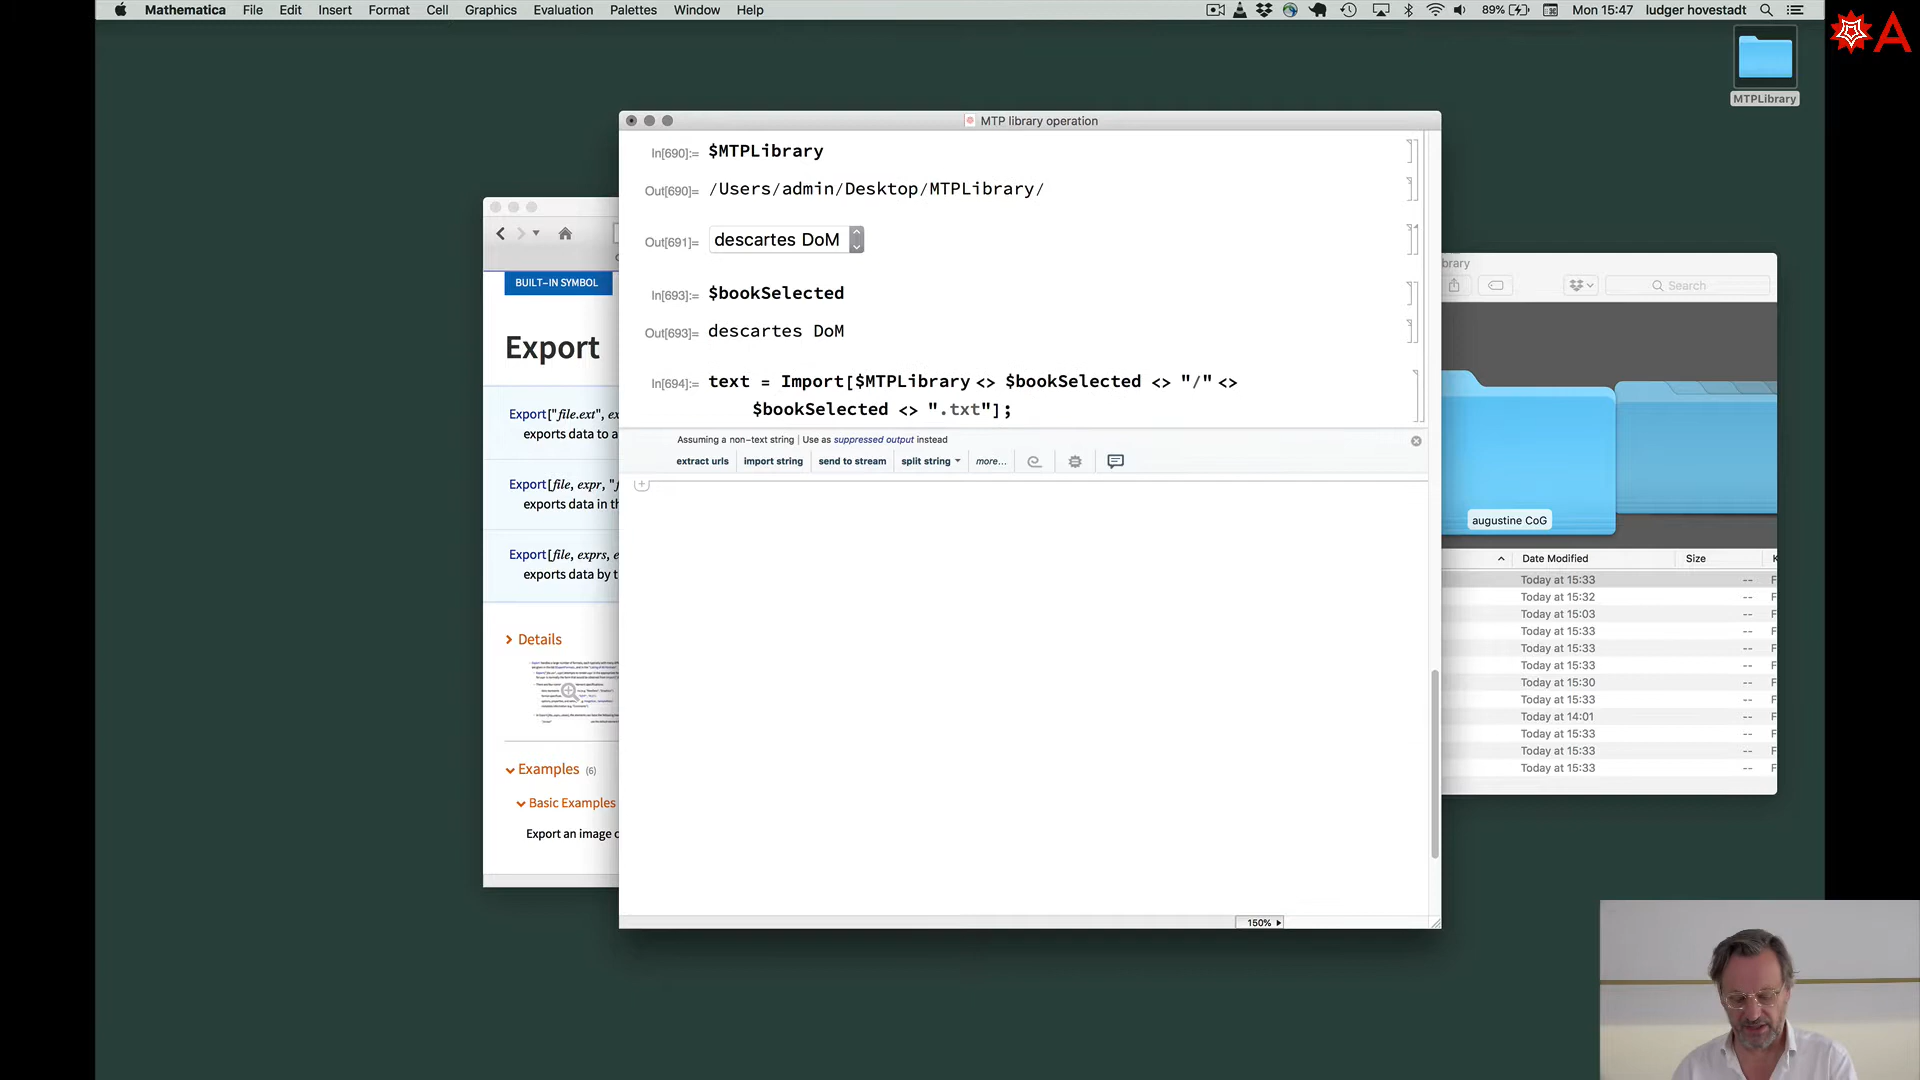 Mathematica File Edit Insert Format Cell Graphics Evaluation Palettes Window Help
89% Mon 15:47 ludger hovestadt
A
MTPLibrary
MTP library operation
In[690]:= $MTPLibrary
Out[690]= /Users/admin/Desktop/MTPLibrary/
Out[691]= descartes DoM
In[693]:= $bookSelected
Out[693]= descartes DoM
In[694]:= text = Import[$MTPLibrary <> $bookSelected <> "/" <>
$bookSelected <> ".txt"];
Assuming a non-text string | Use as suppressed output instead
extract urls import string send to stream split string more...
150%
BUILT-IN SYMBOL
Export
Export["file.ext", ex
exports data to a
Export[file, expr, "f
exports data in th
Export[file, exprs, e
exports data by t
Details
Examples (6)
Basic Examples
Export an image o
brary
Search
augustine CoG
Date Modified Size K
Today at 15:33 -- F
Today at 15:32 -- F
Today at 15:03 -- F
Today at 15:33 -- F
Today at 15:33 -- F
Today at 15:33 -- F
Today at 15:30 -- F
Today at 15:33 -- F
Today at 14:01 -- F
Today at 15:33 -- F
Today at 15:33 -- F
Today at 15:33 -- F